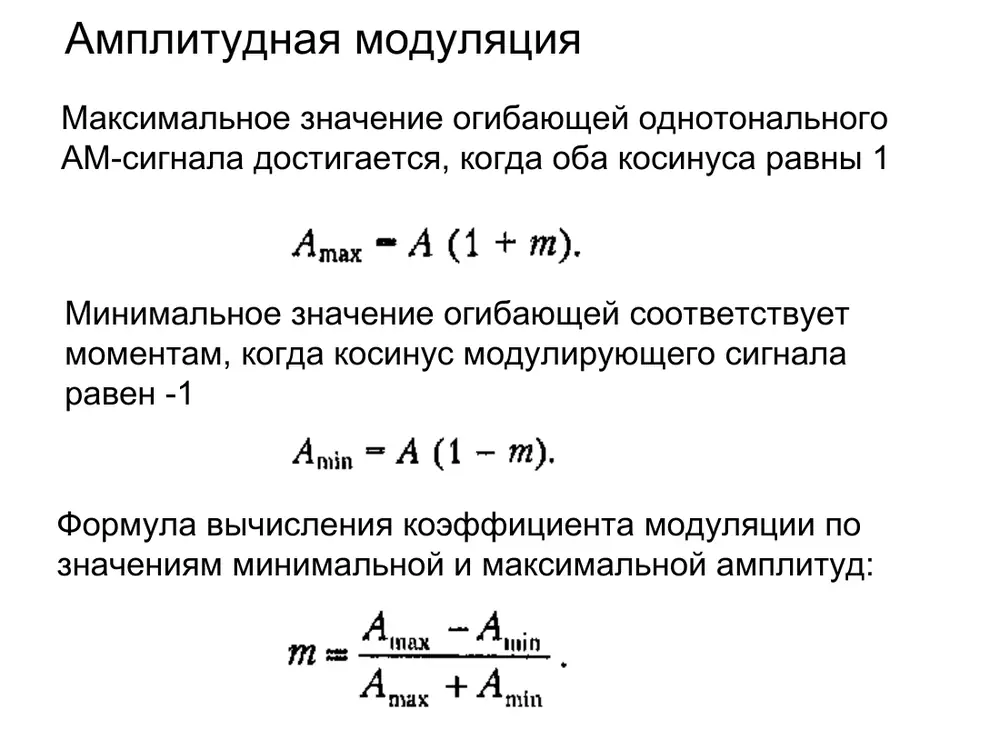 Амплитудная модуляция
Максимальное значение огибающей однотонального
АМ-сигнала достигается, когда оба косинуса равны 1
A_max = A (1 + m).
Минимальное значение огибающей соответствует
моментам, когда косинус модулирующего сигнала
равен -1
A_min = A (1 − m).
Формула вычисления коэффициента модуляции по
значениям минимальной и максимальной амплитуд:
A_max − A_min
m = .
A_max + A_min